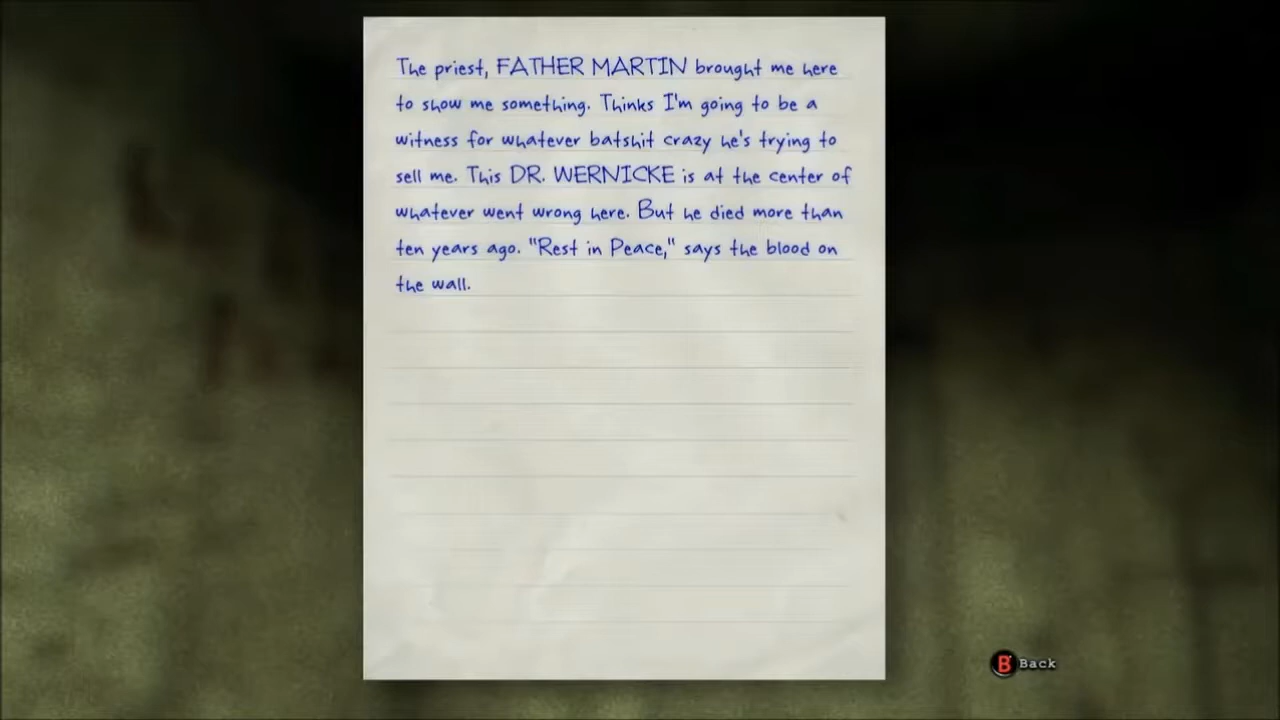 The priest, FATHER MARTIN brought me here
to show me something. Thinks I'm going to be a
witness for whatever batshit crazy he's trying to
sell me. This DR. WERNICKE is at the center of
whatever went wrong here. But he died more than
ten years ago. "Rest in Peace," says the blood on
the wall.
B Back